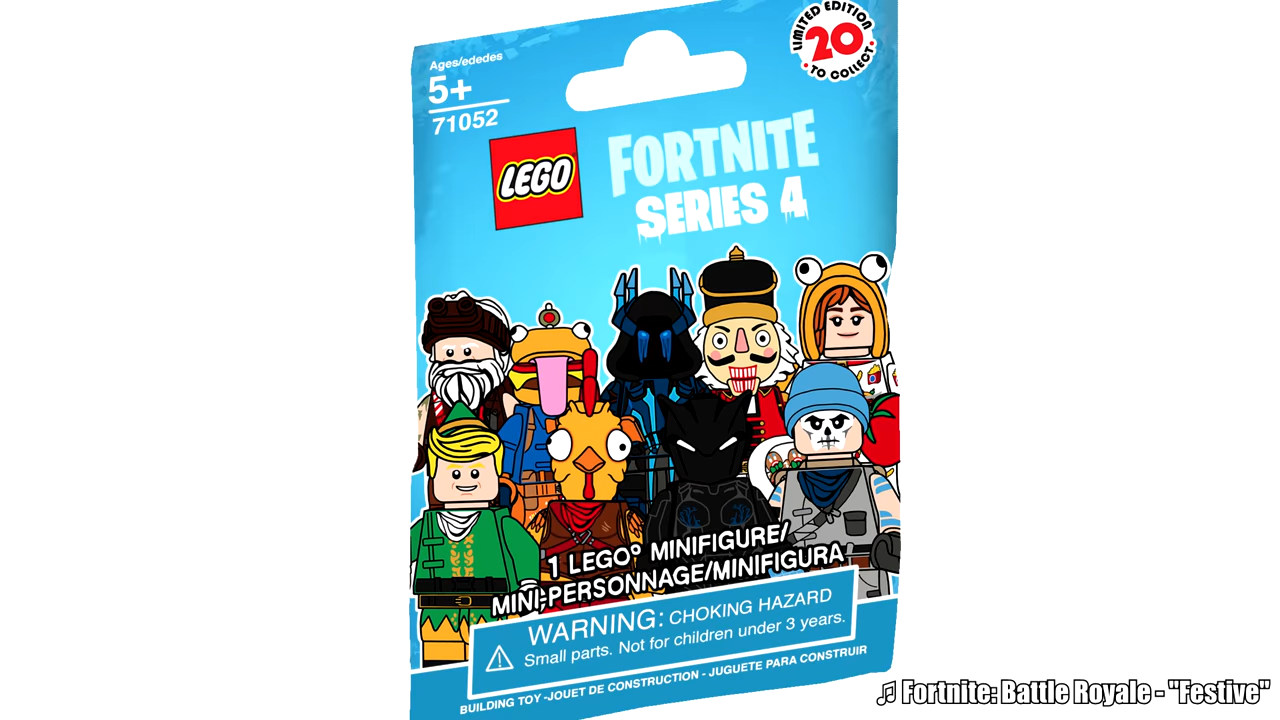 LIMITED EDITION
20
TO COLLECT
Ages/ededes
5+
71052
LEGO
FORTNITE
SERIES 4
1 LEGO® MINIFIGURE/
MINI-PERSONNAGE/MINIFIGURA
WARNING: CHOKING HAZARD
Small parts. Not for children under 3 years.
BUILDING TOY -JOUET DE CONSTRUCTION - JUGUETE PARA CONSTRUIR
♫ Fortnite: Battle Royale - "Festive"